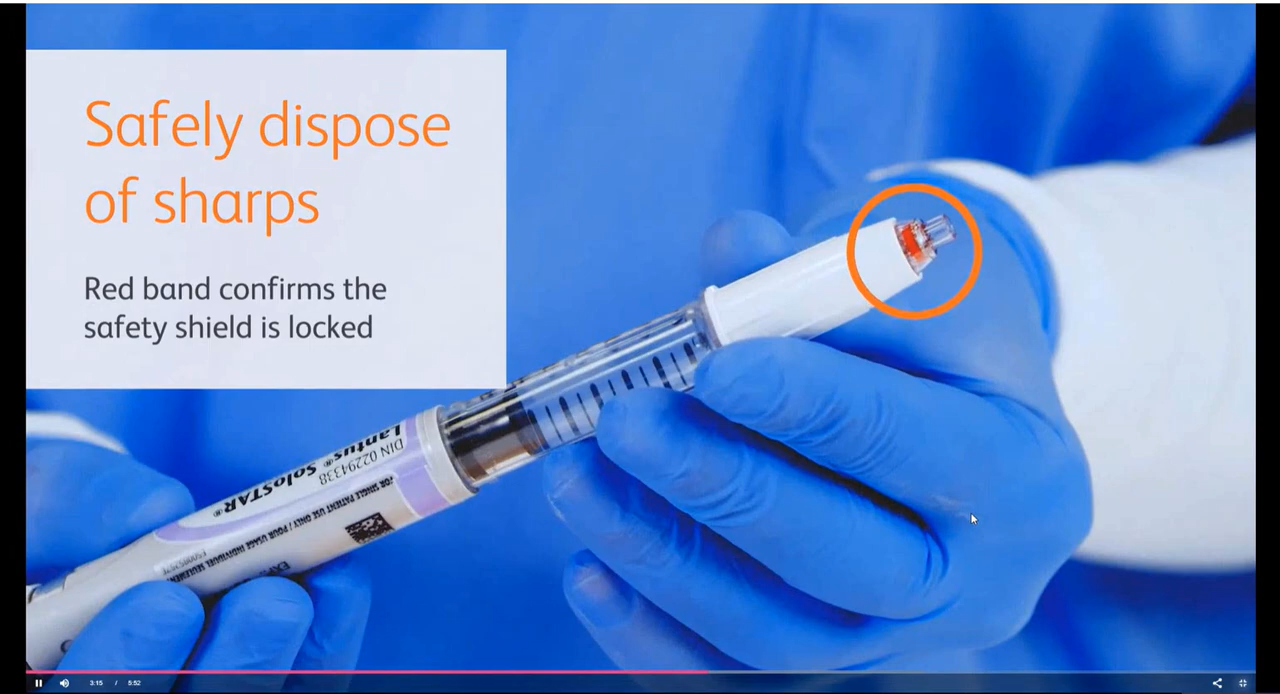 Safely dispose
of sharps
Red band confirms the
safety shield is locked
Lantus® SoloSTAR®
DIN 02294338
FOR SINGLE PATIENT USE ONLY / POUR USAGE INDIVIDUEL SEULEMENT
EXP
3:15 / 5:52